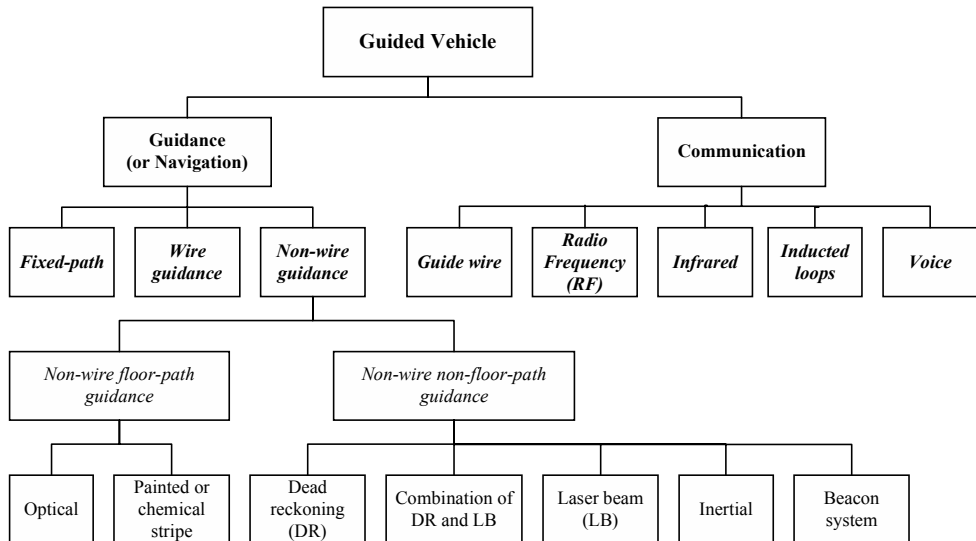 Guided Vehicle
Guidance
(or Navigation)
Communication
Fixed-path
Wire
guidance
Non-wire
guidance
Guide wire
Radio
Frequency
(RF)
Infrared
Inducted
loops
Voice
Non-wire floor-path
guidance
Non-wire non-floor-path
guidance
Optical
Painted or
chemical
stripe
Dead
reckoning
(DR)
Combination of
DR and LB
Laser beam
(LB)
Inertial
Beacon
system